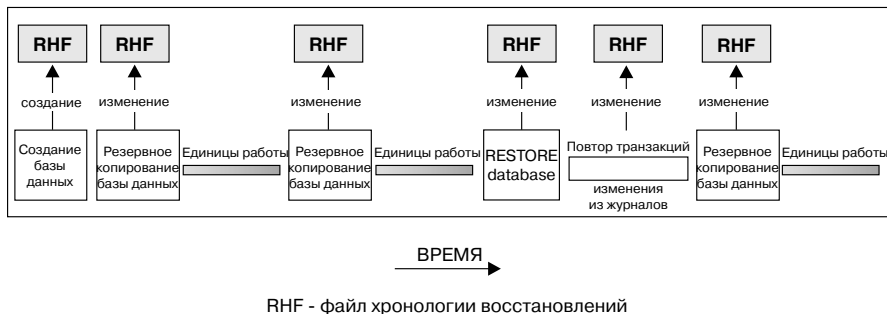 RHF RHF RHF RHF RHF RHF
создание изменение изменение изменение изменение изменение
Создание
базы
данных
Резервное
копирование
базы данных
Единицы работы
Резервное
копирование
базы данных
Единицы работы
RESTORE
database
Повтор транзакций
изменения
из журналов
Резервное
копирование
базы данных
Единицы работы
ВРЕМЯ
RHF - файл хронологии восстановлений